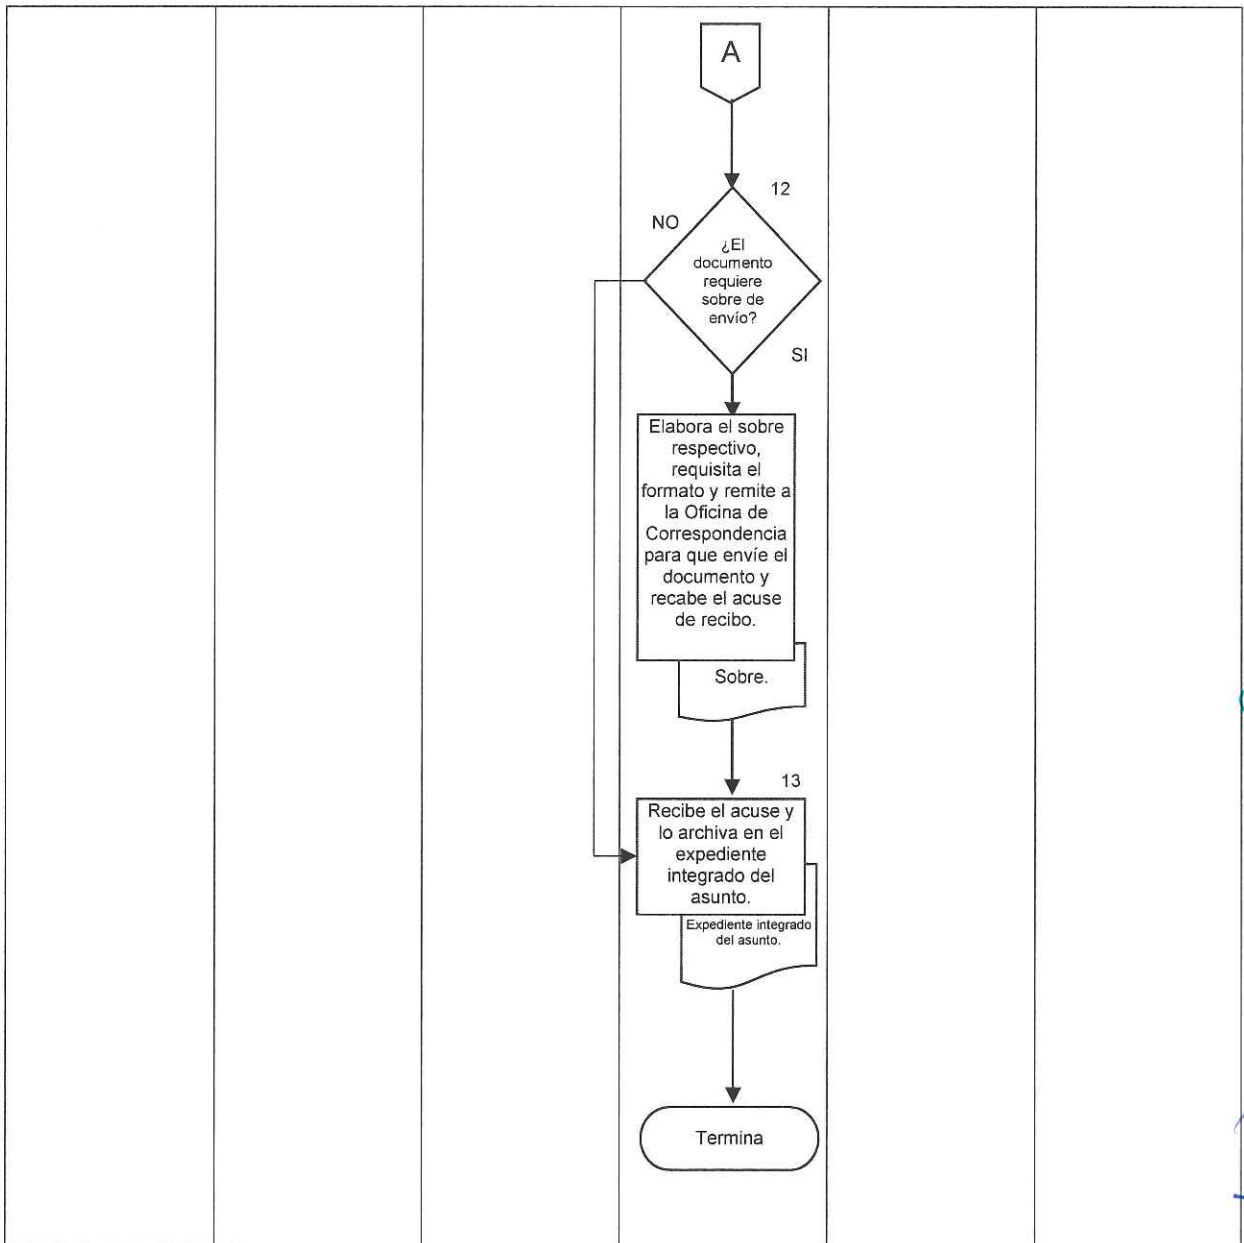 A
12
NO
¿El
documento
requiere
sobre de
envío?
SI
Elabora el sobre
respectivo,
requisita el
formato y remite a
la Oficina de
Correspondencia
para que envíe el
documento y
recabe el acuse
de recibo.
Sobre.
13
Recibe el acuse y
lo archiva en el
expediente
integrado del
asunto.
Expediente integrado
del asunto.
Termina